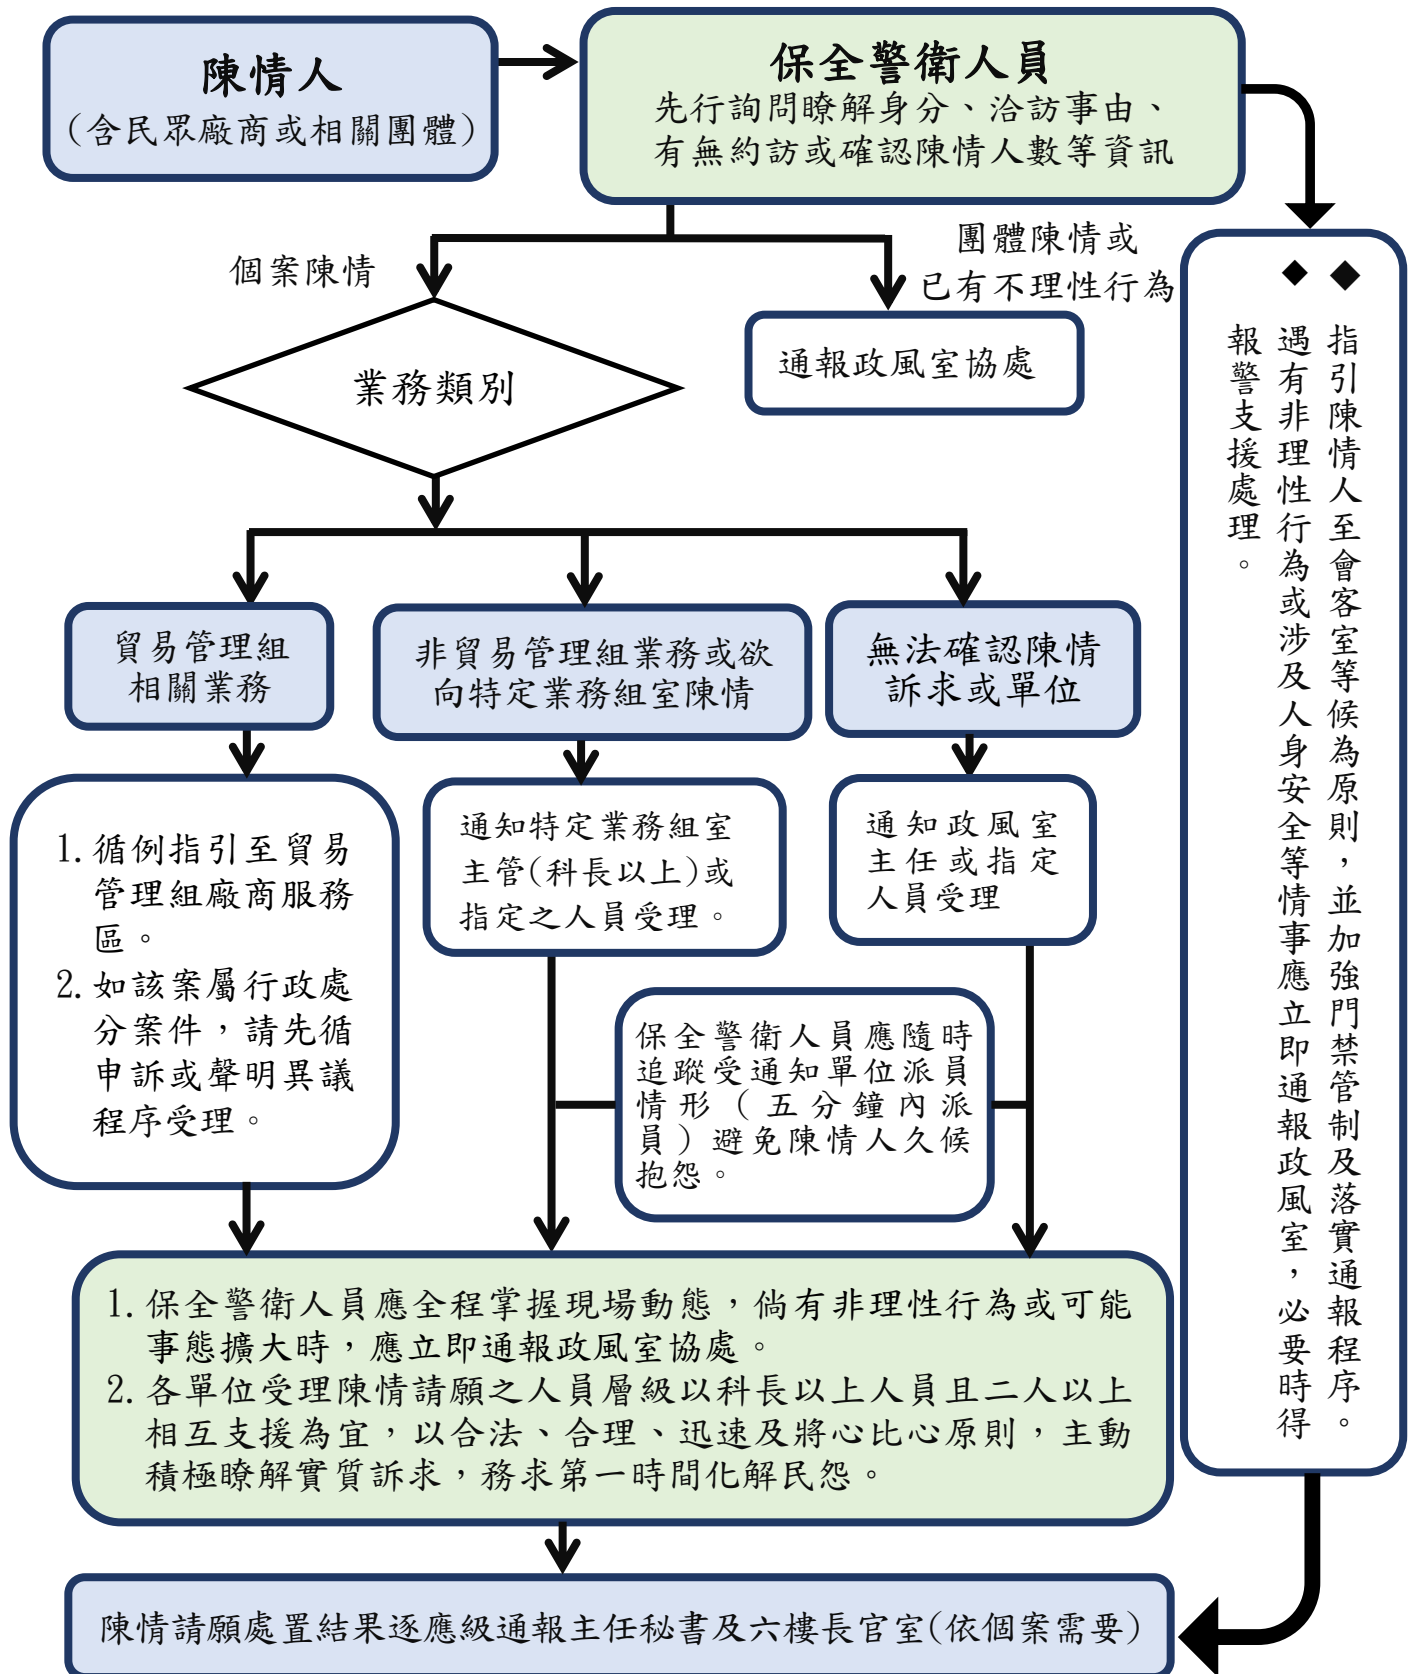 陳情人
(含民眾廠商或相關團體)
保全警衛人員
先行詢問瞭解身分、洽訪事由、
有無約訪或確認陳情人數等資訊
個案陳情
團體陳情或
已有不理性行為
業務類別
通報政風室協處
◆ 指引陳情人至會客室等候為原則，並加強門禁管制及落實通報程序。
◆ 遇有非理性行為或涉及人身安全等情事應立即通報政風室，必要時得
報警支援處理。
貿易管理組
相關業務
非貿易管理組業務或欲
向特定業務組室陳情
無法確認陳情
訴求或單位
1. 循例指引至貿易
管理組廠商服務
區。
2. 如該案屬行政處
分案件，請先循
申訴或聲明異議
程序受理。
通知特定業務組室
主管(科長以上)或
指定之人員受理。
通知政風室
主任或指定
人員受理
保全警衛人員應隨時
追蹤受通知單位派員
情形（五分鐘內派
員）避免陳情人久候
抱怨。
1. 保全警衛人員應全程掌握現場動態，倘有非理性行為或可能
事態擴大時，應立即通報政風室協處。
2. 各單位受理陳情請願之人員層級以科長以上人員且二人以上
相互支援為宜，以合法、合理、迅速及將心比心原則，主動
積極瞭解實質訴求，務求第一時間化解民怨。
陳情請願處置結果逐應級通報主任秘書及六樓長官室(依個案需要)